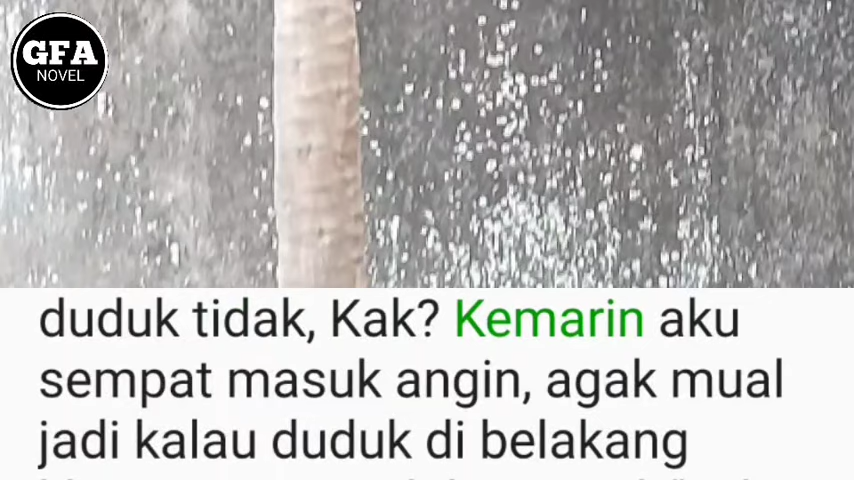 GFA
NOVEL
duduk tidak, Kak? Kemarin aku
sempat masuk angin, agak mual
jadi kalau duduk di belakang